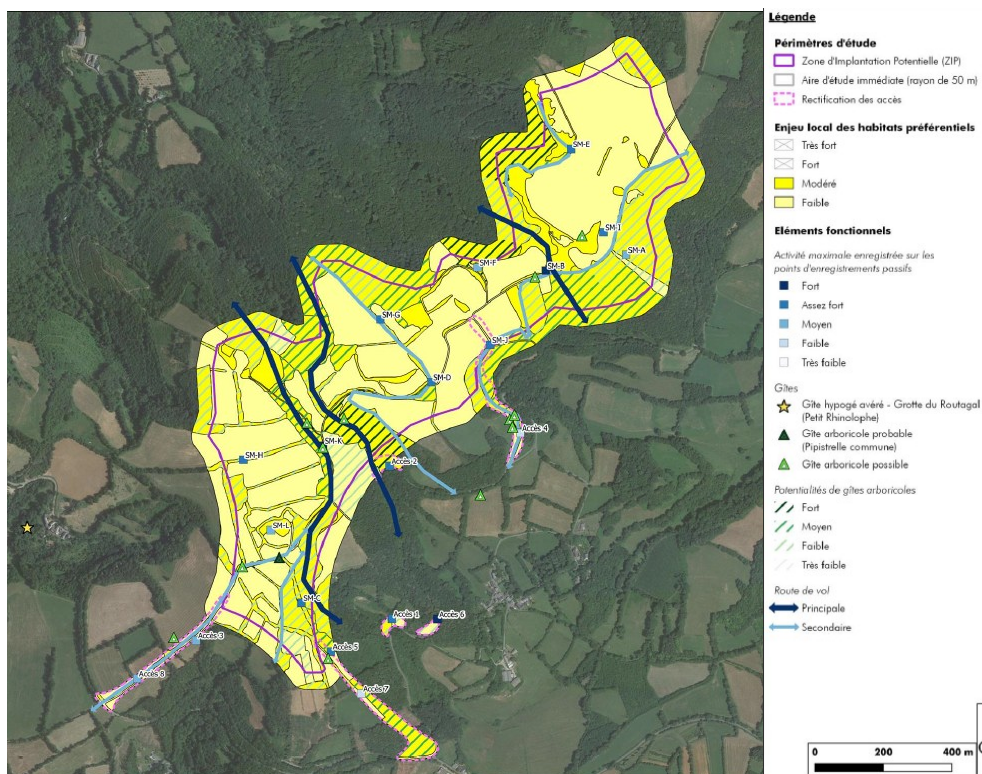 Légende
Périmètres d'étude
Zone d'Implantation Potentielle (ZIP)
Aire d'étude immédiate (rayon de 50 m)
Rectification des accès
Enjeu local des habitats préférentiels
Très fort
Fort
Modéré
Faible
Eléments fonctionnels
Activité maximale enregistrée sur les
points d'enregistrements passifs
Fort
Assez fort
Moyen
Faible
Très faible
Gîtes
Gîte hypogé avéré - Grotte du Routagal
(Petit Rhinolophe)
Gîte arboricole probable
(Pipistrelle commune)
Gîte arboricole possible
Potentialités de gîtes arboricoles
Fort
Moyen
Faible
Très faible
Route de vol
Principale
Secondaire
0 200 400 m
SM-E
SM-I
SM-A
SM-B
SM-F
SM-G
SM-J
SM-D
Accès 4
SM-K
SM-H
Accès 2
SM-L
SM-C
Accès 1
Accès 6
Accès 3
Accès 5
Accès 8
Accès 7